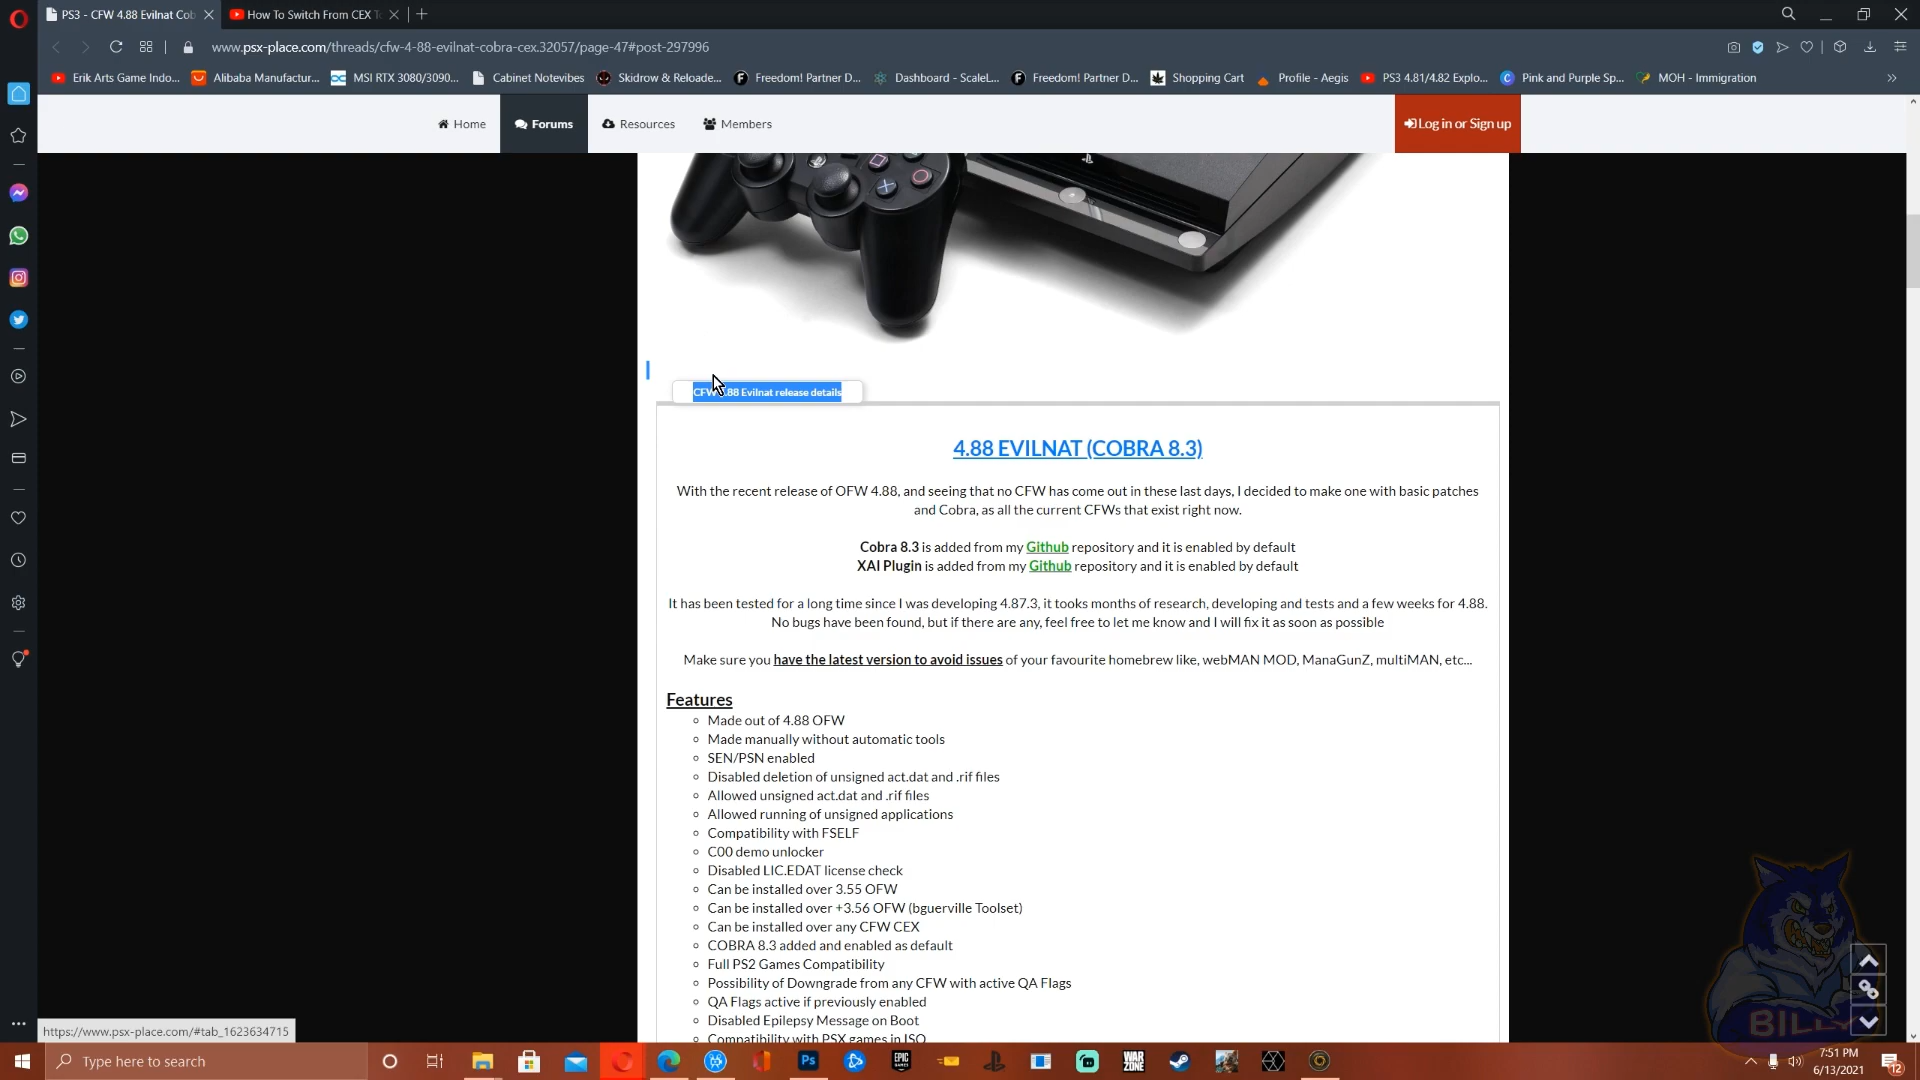 PS3 - CFW 4.88 Evilnat Cob
How To Switch From CEX T
www.psx-place.com/threads/cfw-4-88-evilnat-cobra-cex.32057/page-47#post-297996
Erik Arts Game Indo...
Alibaba Manufactur...
MSI RTX 3080/3090...
Cabinet Notevibes
Skidrow & Reloade...
Freedom! Partner D...
Dashboard - ScaleL...
Freedom! Partner D...
Shopping Cart
Profile - Aegis
PS3 4.81/4.82 Explo...
Pink and Purple Sp...
MOH - Immigration
Home
Forums
Resources
Members
Log in or Sign up
CFW 4.88 Evilnat release details
4.88 EVILNAT (COBRA 8.3)
With the recent release of OFW 4.88, and seeing that no CFW has come out in these last days, I decided to make one with basic patches
and Cobra, as all the current CFWs that exist right now.
Cobra 8.3 is added from my Github repository and it is enabled by default
XAI Plugin is added from my Github repository and it is enabled by default
It has been tested for a long time since I was developing 4.87.3, it tooks months of research, developing and tests and a few weeks for 4.88.
No bugs have been found, but if there are any, feel free to let me know and I will fix it as soon as possible
Make sure you have the latest version to avoid issues of your favourite homebrew like, webMAN MOD, ManaGunZ, multiMAN, etc...
Features
Made out of 4.88 OFW
Made manually without automatic tools
SEN/PSN enabled
Disabled deletion of unsigned act.dat and .rif files
Allowed unsigned act.dat and .rif files
Allowed running of unsigned applications
Compatibility with FSELF
C00 demo unlocker
Disabled LIC.EDAT license check
Can be installed over 3.55 OFW
Can be installed over +3.56 OFW (bguerville Toolset)
Can be installed over any CFW CEX
COBRA 8.3 added and enabled as default
Full PS2 Games Compatibility
Possibility of Downgrade from any CFW with active QA Flags
QA Flags active if previously enabled
Disabled Epilepsy Message on Boot
Compatibility with PSX games in ISO
BILLY
https://www.psx-place.com/#tab_1623634715
Type here to search
Ps
EPIC GAMES
WAR ZONE
7:51 PM
6/13/2021
12